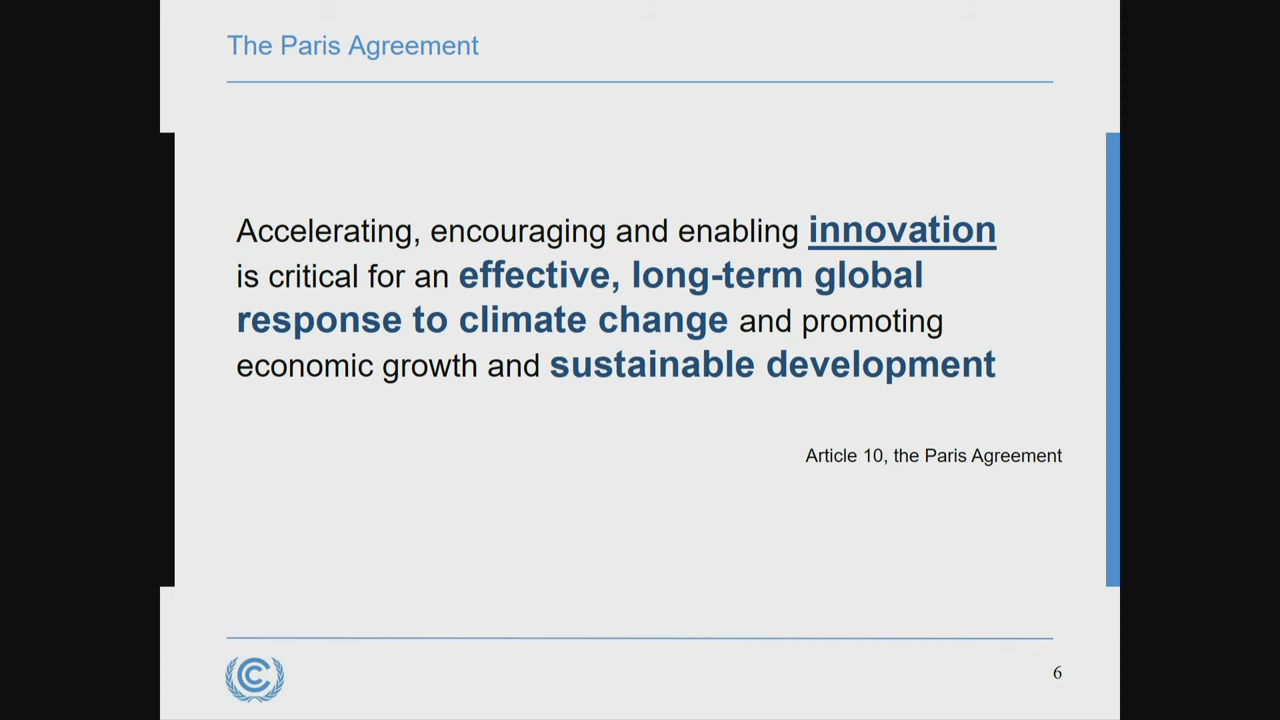 The Paris Agreement
Accelerating, encouraging and enabling innovation
is critical for an effective, long-term global
response to climate change and promoting
economic growth and sustainable development
Article 10, the Paris Agreement
6